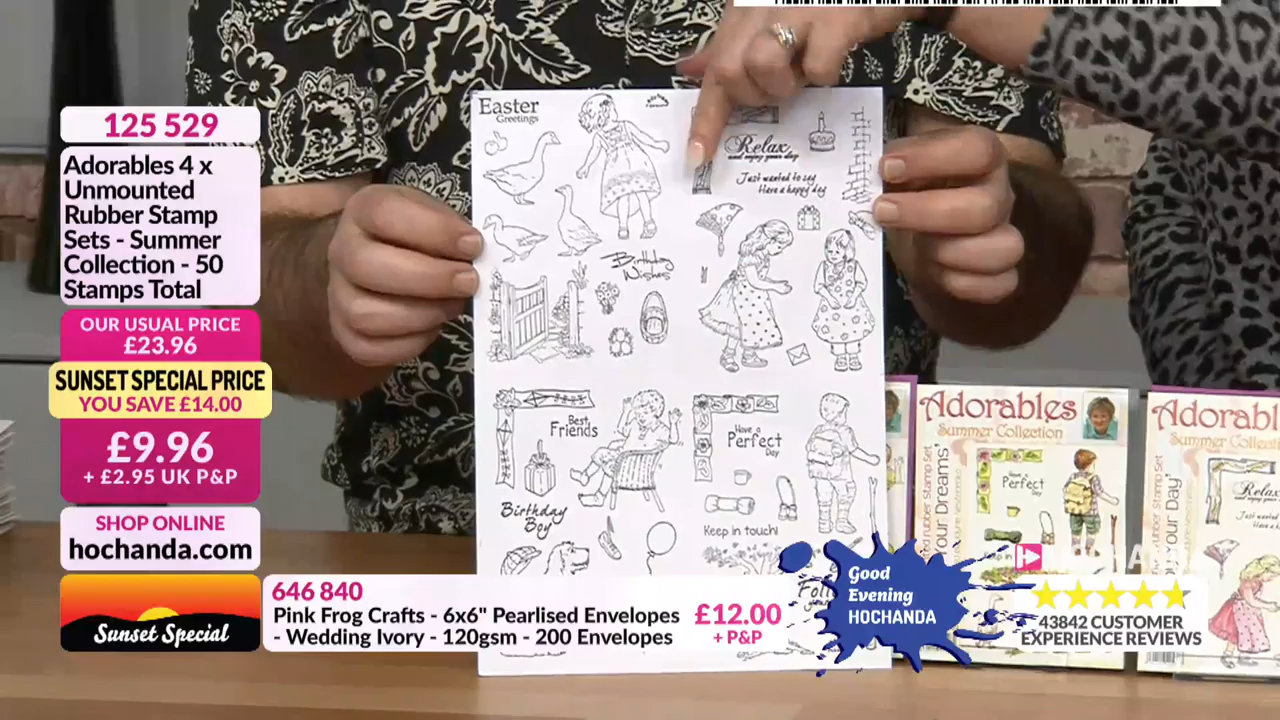 125 529
Adorables 4 x
Unmounted
Rubber Stamp
Sets - Summer
Collection - 50
Stamps Total
OUR USUAL PRICE
£23.96
SUNSET SPECIAL PRICE
YOU SAVE £14.00
£9.96
+ £2.95 UK P&P
SHOP ONLINE
hochanda.com
Sunset Special
646 840
Pink Frog Crafts - 6x6" Pearlised Envelopes
- Wedding Ivory - 120gsm - 200 Envelopes
£12.00
+ P&P
Good
Evening
HOCHANDA
43842 CUSTOMER
EXPERIENCE REVIEWS
Easter
Greetings
Relax
and enjoy your day
Just wanted to say
Have a happy day
Birthday
Wishes
Best
Friends
Have a
Perfect
Day
Birthday
Boy
Keep in touch!
Adorables
Summer Collection
Have a
Perfect
Day
Adorab
Summer Collect
Relax
Just wanted